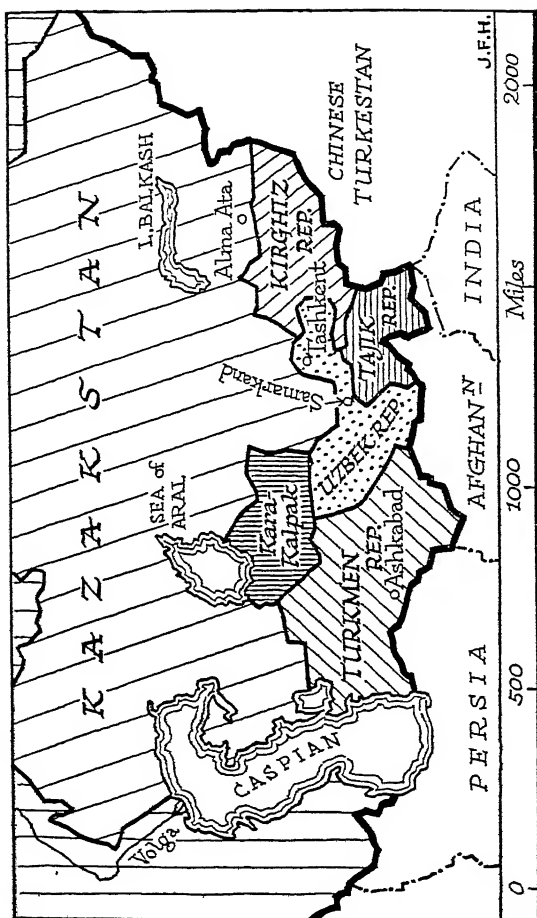 KAZAKSTAN
L. BALKASH
Alma Ata
SEA of
ARAL
Volga
CASPIAN
Kara-
Kalpak
KIRGHIZ
REP.
Tashkent
Samarkand
TAJIK
REP.
UZBEK REP.
TURKMEN
REP.
Ashkabad
CHINESE
TURKESTAN
PERSIA
AFGHANN
INDIA
0
500
1000
Miles
2000
J.F.H.